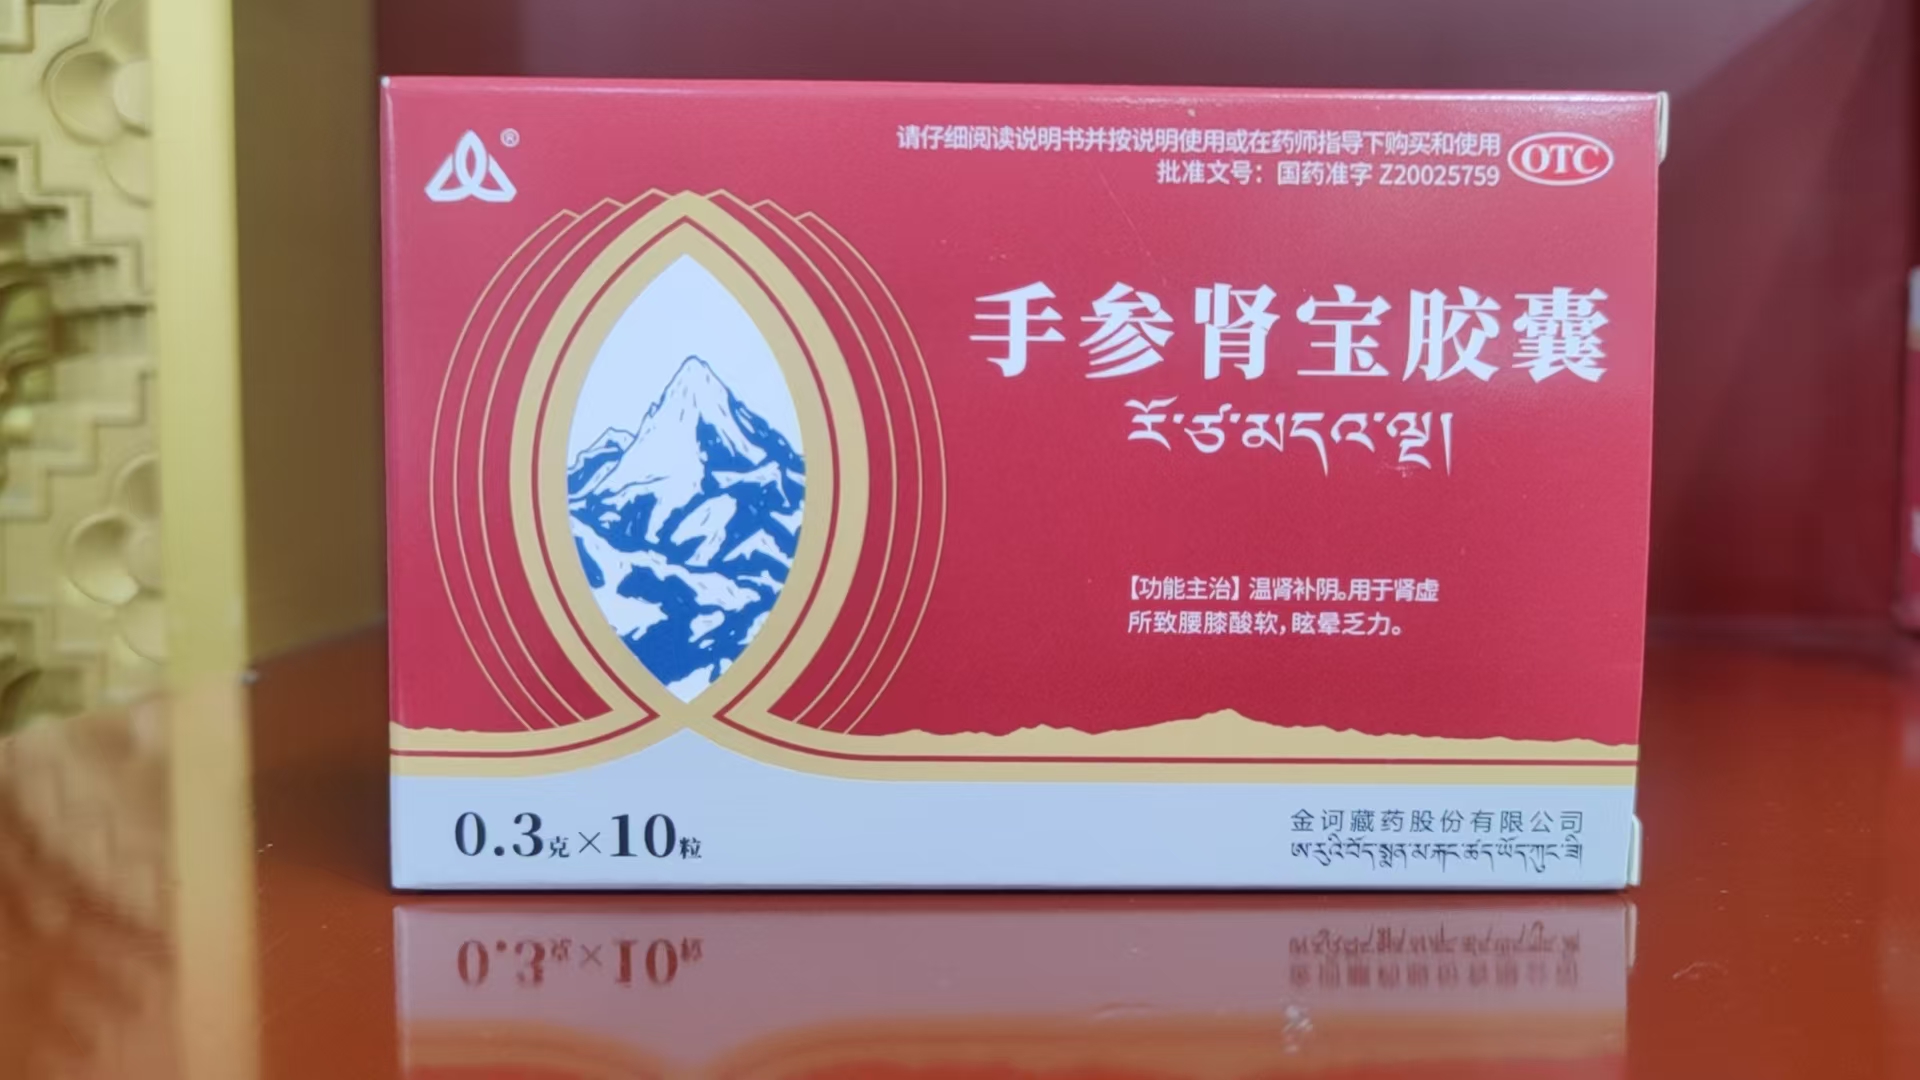 ®
请仔细阅读说明书并按说明使用或在药师指导下购买和使用
批准文号：国药准字 Z20025759
OTC
手参肾宝胶囊
རོ་ཙ་མདའ་ལྔ།
【功能主治】温肾补阴。用于肾虚
所致腰膝酸软，眩晕乏力。
0.3克×10粒
金诃藏药股份有限公司
ཨ་རུའི་བོད་སྨན་མ་རྐང་ཚད་ཡོད་ཀུང་ཟི